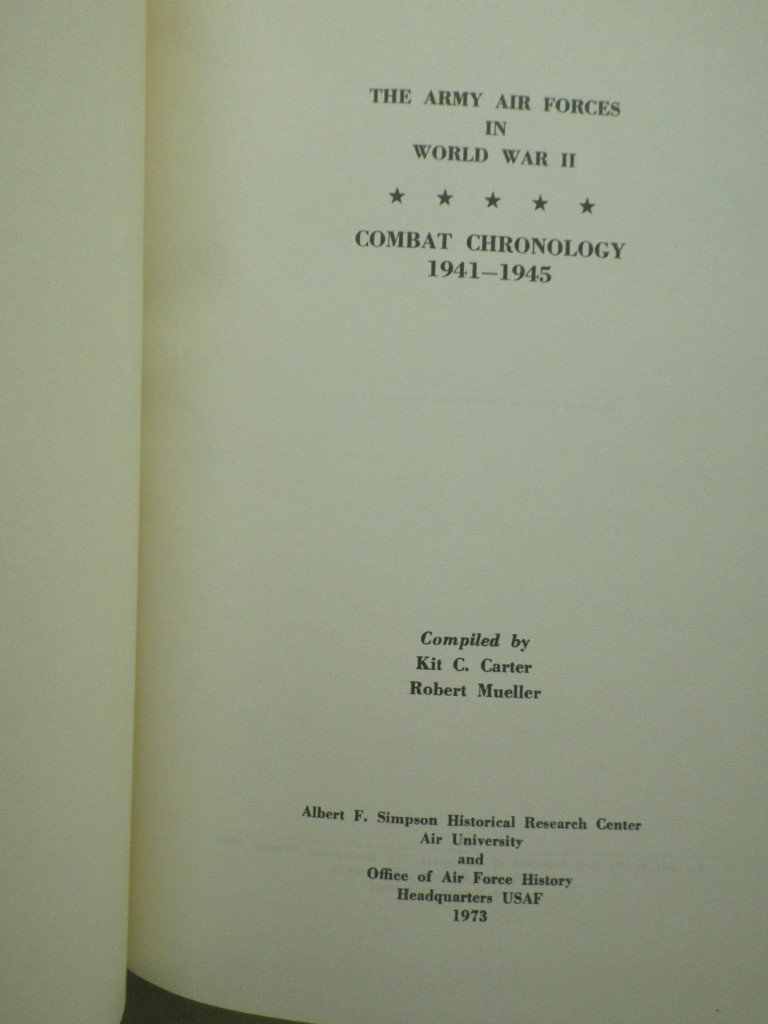 THE ARMY AIR FORCES
IN
WORLD WAR II
★ ★ ★ ★ ★
COMBAT CHRONOLOGY
1941–1945
Compiled by
Kit C. Carter
Robert Mueller
Albert F. Simpson Historical Research Center
Air University
and
Office of Air Force History
Headquarters USAF
1973